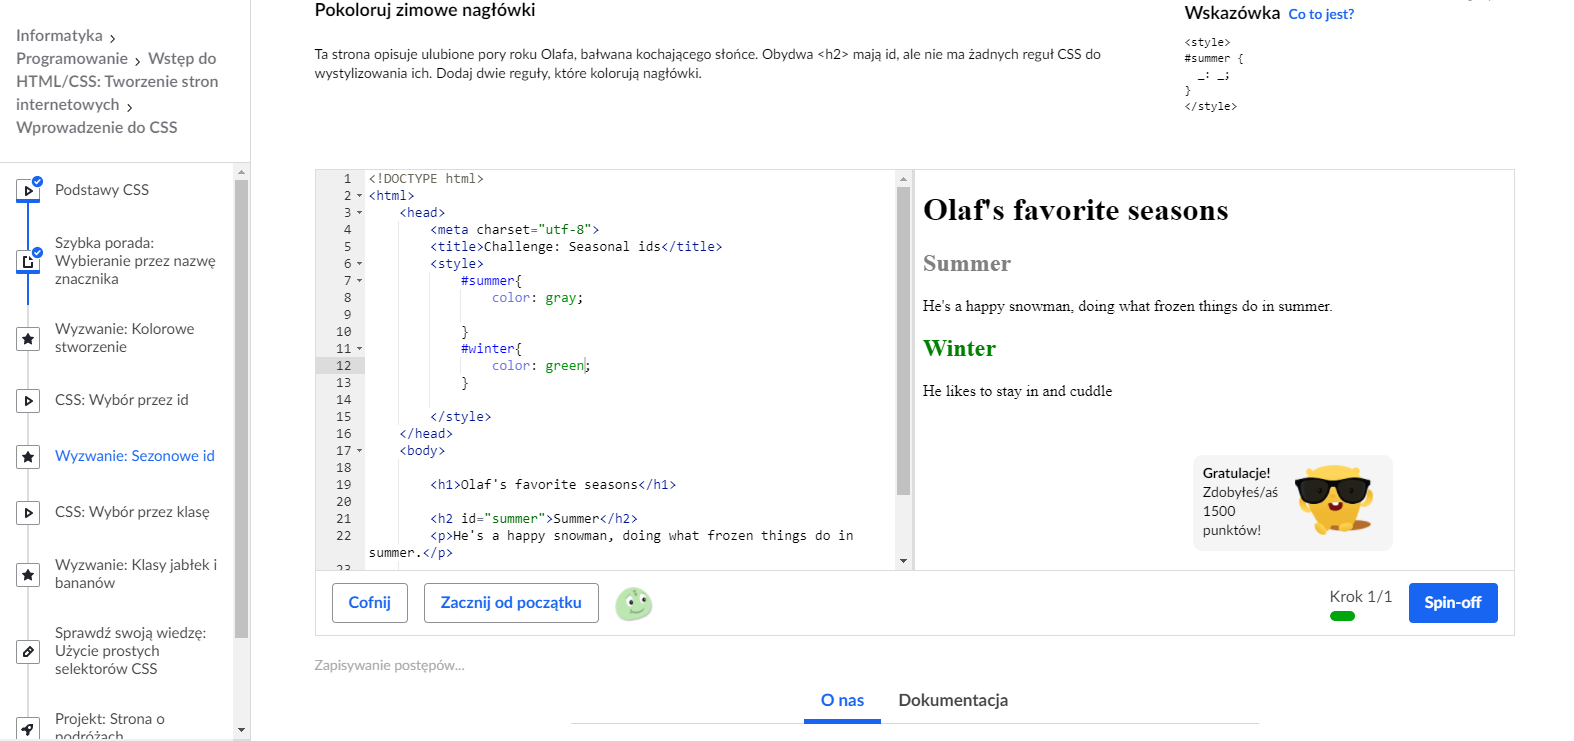 Informatyka
Programowanie
Wstęp do
HTML/CSS: Tworzenie stron
internetowych
Wprowadzenie do CSS
Podstawy CSS
Szybka porada:
Wybieranie przez nazwę
znacznika
Wyzwanie: Kolorowe
stworzenie
CSS: Wybór przez id
Wyzwanie: Sezonowe id
CSS: Wybór przez klasę
Wyzwanie: Klasy jabłek i
bananów
Sprawdź swoją wiedzę:
Użycie prostych
selektorów CSS
Projekt: Strona o
podróżach
Pokoloruj zimowe nagłówki
Ta strona opisuje ulubione pory roku Olafa, bałwana kochającego słońce. Obydwa <h2> mają id, ale nie ma żadnych reguł CSS do
wystylizowania ich. Dodaj dwie reguły, które kolorują nagłówki.
Wskazówka Co to jest?
<style>
#summer {
_: _;
}
</style>
1 <!DOCTYPE html>
2 <html>
3 <head>
4 <meta charset="utf-8">
5 <title>Challenge: Seasonal ids</title>
6 <style>
7 #summer{
8 color: gray;
9
10 }
11 #winter{
12 color: green;
13 }
14
15 </style>
16 </head>
17 <body>
18
19 <h1>Olaf's favorite seasons</h1>
20
21 <h2 id="summer">Summer</h2>
22 <p>He's a happy snowman, doing what frozen things do in
summer.</p>
23
Olaf's favorite seasons
Summer
He's a happy snowman, doing what frozen things do in summer.
Winter
He likes to stay in and cuddle
Gratulacje!
Zdobyłeś/aś
1500
punktów!
Cofnij
Zacznij od początku
Krok 1/1
Spin-off
Zapisywanie postępów...
O nas
Dokumentacja